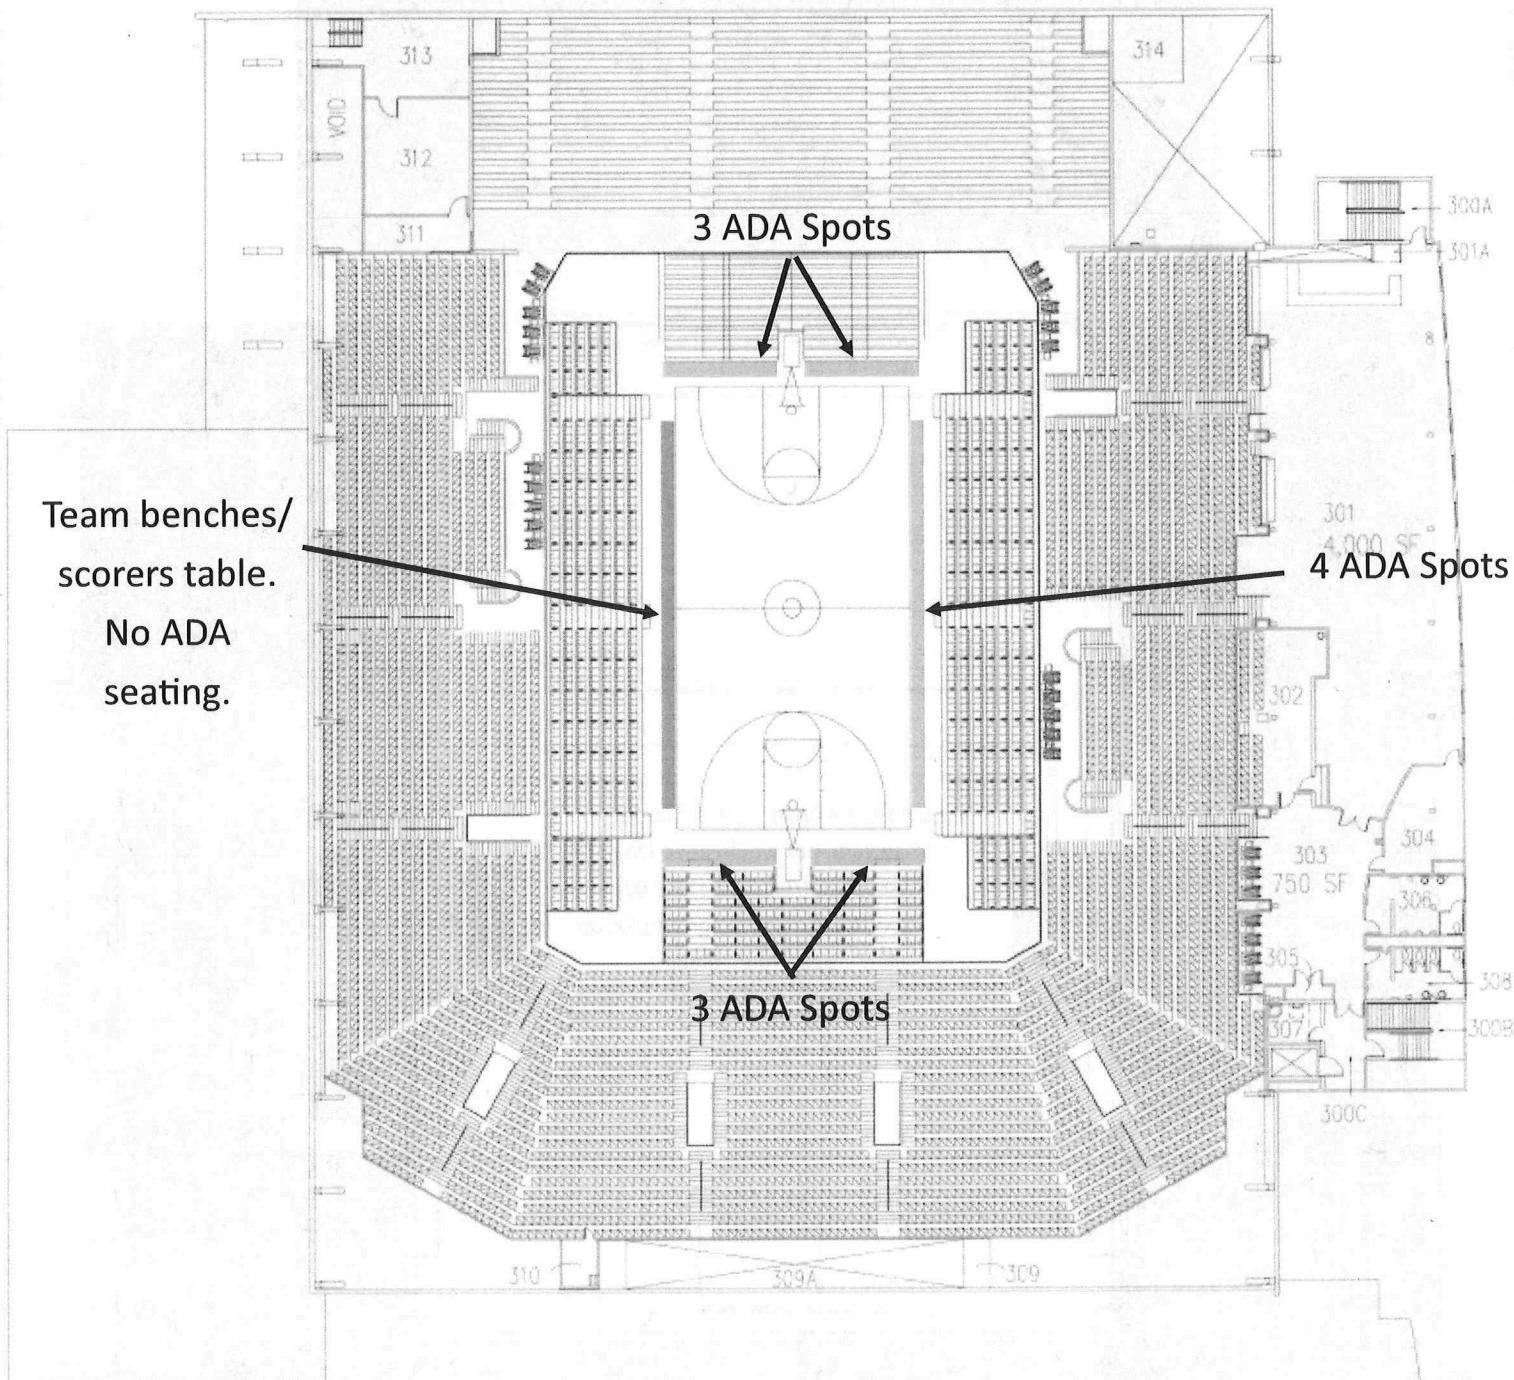 313
314
VOID
312
311
300A
301A
3 ADA Spots
Team benches/
scorers table.
No ADA
seating.
301
4,000 SF
4 ADA Spots
302
303
750 SF
304
306
305
308
3 ADA Spots
307
300B
300C
310
309A
309